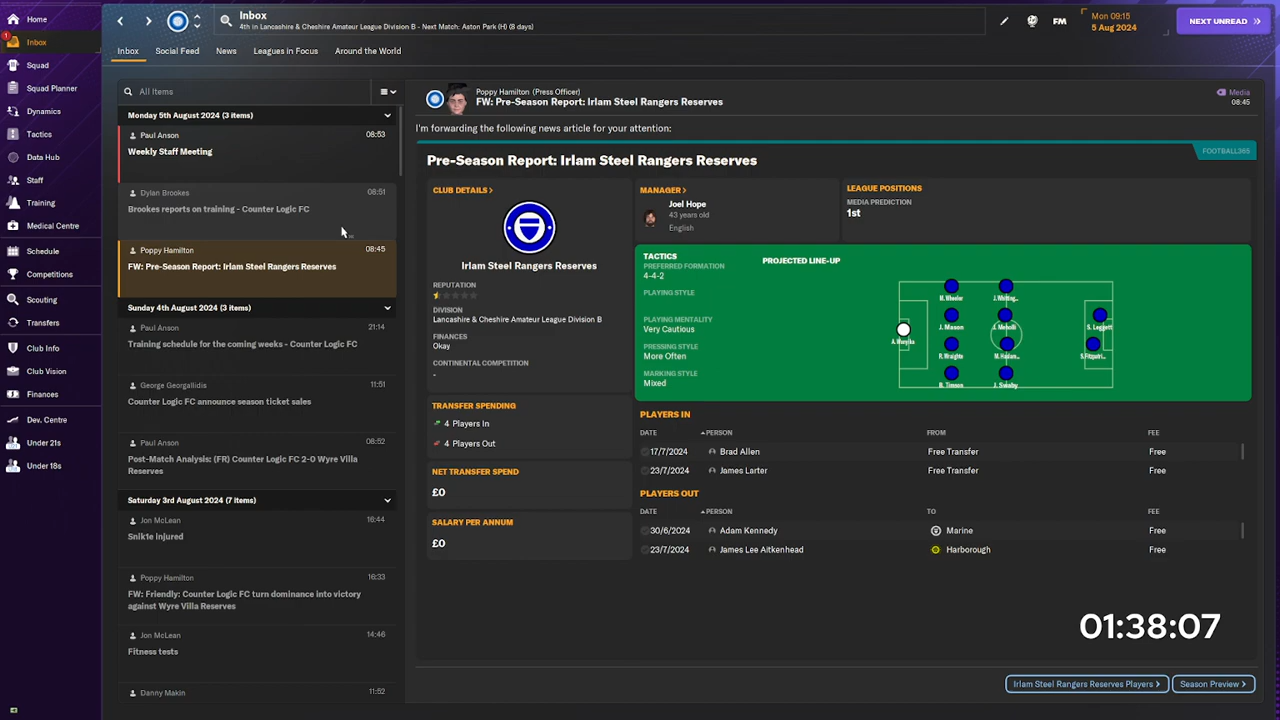 Home
1
Inbox
Squad
Squad Planner
Dynamics
Tactics
Data Hub
Staff
Training
Medical Centre
Schedule
Competitions
Scouting
Transfers
Club Info
Club Vision
Finances
Dev. Centre
Under 21s
Under 18s
Inbox
4th in Lancashire & Cheshire Amateur League Division B - Next Match: Aston Park (H) (8 days)
FM
Mon 09:15
5 Aug 2024
NEXT UNREAD
Inbox Social Feed News Leagues in Focus Around the World
All Items
Monday 5th August 2024 (3 items)
Paul Anson 08:53
Weekly Staff Meeting
Dylan Brookes 08:51
Brookes reports on training - Counter Logic FC
Poppy Hamilton 08:45
FW: Pre-Season Report: Irlam Steel Rangers Reserves
Sunday 4th August 2024 (3 items)
Paul Anson 21:14
Training schedule for the coming weeks - Counter Logic FC
George Georgallidis 11:51
Counter Logic FC announce season ticket sales
Paul Anson 08:52
Post-Match Analysis: (FR) Counter Logic FC 2-0 Wyre Villa
Reserves
Saturday 3rd August 2024 (7 items)
Jon McLean 16:44
Snik1e injured
Poppy Hamilton 16:33
FW: Friendly: Counter Logic FC turn dominance into victory
against Wyre Villa Reserves
Jon McLean 14:46
Fitness tests
Danny Makin 11:52
Poppy Hamilton (Press Officer)
FW: Pre-Season Report: Irlam Steel Rangers Reserves
Media
08:45
I'm forwarding the following news article for your attention:
FOOTBALL365
Pre-Season Report: Irlam Steel Rangers Reserves
CLUB DETAILS >
Irlam Steel Rangers Reserves
REPUTATION
DIVISION
Lancashire & Cheshire Amateur League Division B
FINANCES
Okay
CONTINENTAL COMPETITION
-
TRANSFER SPENDING
4 Players In
4 Players Out
NET TRANSFER SPEND
£0
SALARY PER ANNUM
£0
MANAGER >
Joel Hope
43 years old
English
LEAGUE POSITIONS
MEDIA PREDICTION
1st
TACTICS
PREFERRED FORMATION
4-4-2
PLAYING STYLE
PLAYING MENTALITY
Very Cautious
PRESSING STYLE
More Often
MARKING STYLE
Mixed
PROJECTED LINE-UP
M. Wheeler J. Whitting...
J. Mason J. Meholli S. Leggett
A. Wanyika
R. Wraighte M. Haslam... S. Fitzpatri...
B. Timson J. Swaby
PLAYERS IN
DATE PERSON FROM FEE
17/7/2024 Brad Allen Free Transfer Free
23/7/2024 James Larter Free Transfer Free
PLAYERS OUT
DATE PERSON TO FEE
30/6/2024 Adam Kennedy Marine Free
23/7/2024 James Lee Aitkenhead Harborough Free
01:38:07
Irlam Steel Rangers Reserves Players > Season Preview >